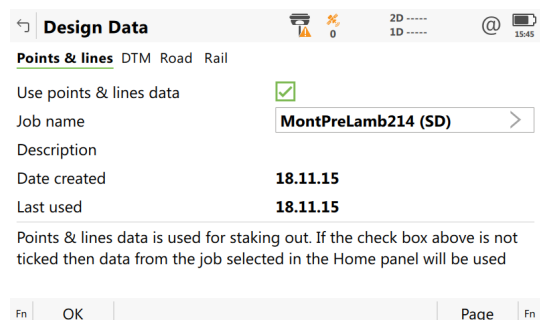 Design Data
0
2D -----
1D -----
@
15:45
Points & lines DTM Road Rail
Use points & lines data
Job name MontPreLamb214 (SD)
Description
Date created 18.11.15
Last used 18.11.15
Points & lines data is used for staking out. If the check box above is not
ticked then data from the job selected in the Home panel will be used
Fn OK Page Fn